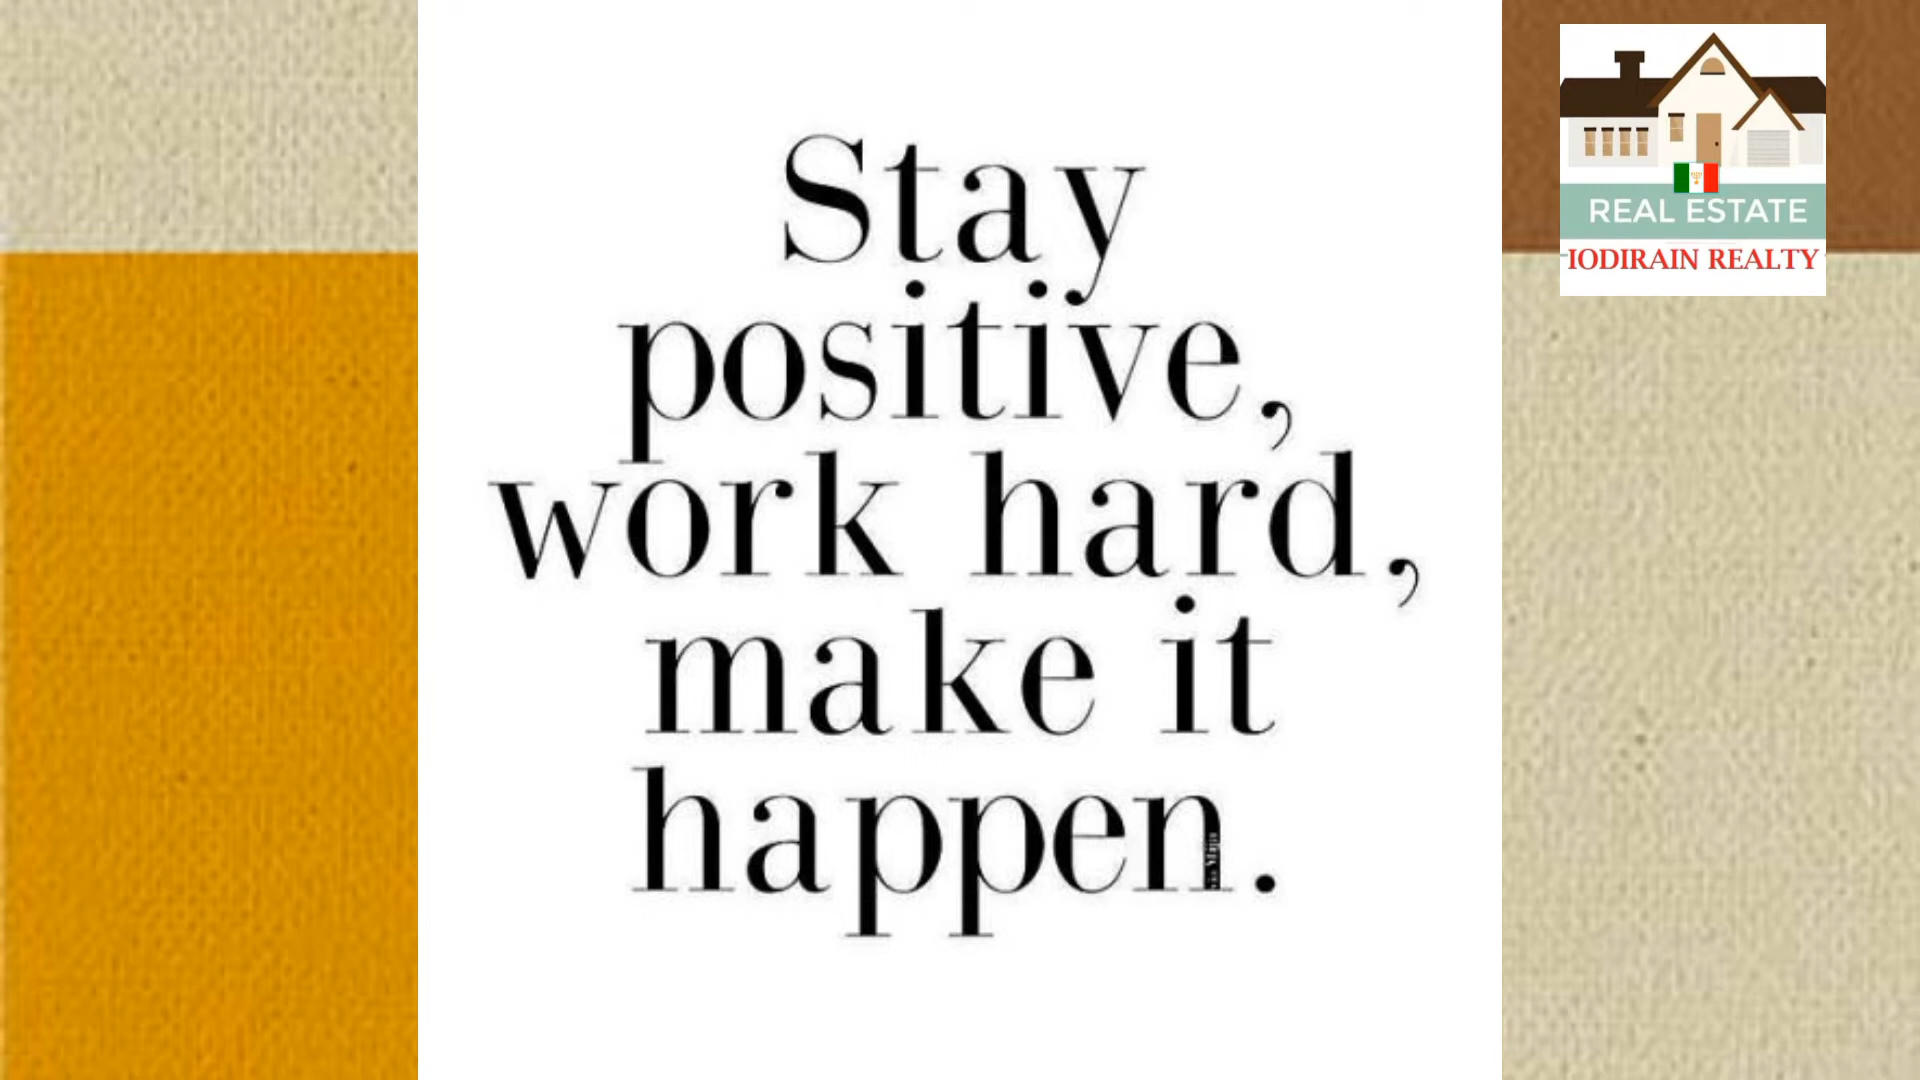 Stay
positive,
work hard,
make it
happen.
REAL ESTATE
IODIRAIN REALTY